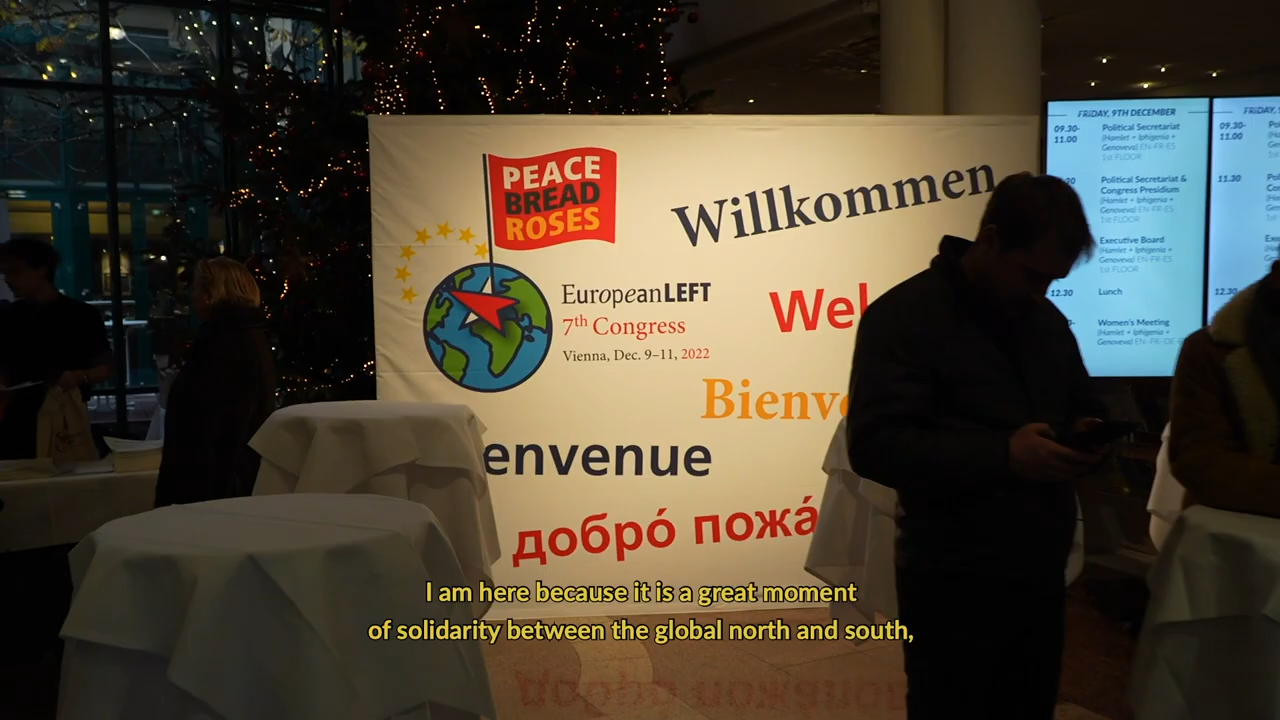 PEACE
BREAD
ROSES
EuropeanLEFT
7th Congress
Vienna, Dec. 9–11, 2022
Willkommen
Wel
Bienve
envenue
добро́ пожа́
FRIDAY, 9TH DECEMBER
09.30-
11.00
Political Secretariat
(Hamlet + Iphigenia +
Genoveva) EN-FR-ES
1st FLOOR
Political Secretariat &
Congress Presidium
(Hamlet + Iphigenia +
Genoveva) EN-FR-ES
1st FLOOR
Executive Board
(Hamlet + Iphigenia +
Genoveva) EN-FR-ES
1st FLOOR
12.30 Lunch
Women's Meeting
(Hamlet + Iphigenia +
Genoveva) EN-FR-DE
FRIDAY,
09.30-
11.00
11.30
12.30
I am here because it is a great moment
of solidarity between the global north and south,